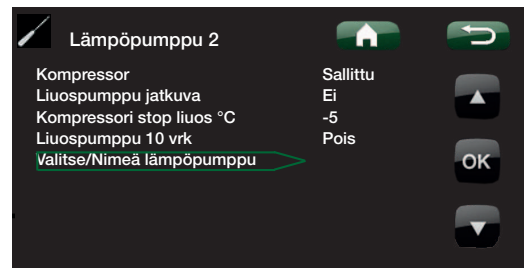 Lämpöpumppu 2
Kompressor Sallittu
Liuospumppu jatkuva Ei
Kompressori stop liuos °C -5
Liuospumppu 10 vrk Pois
Valitse/Nimeä lämpöpumppu
OK